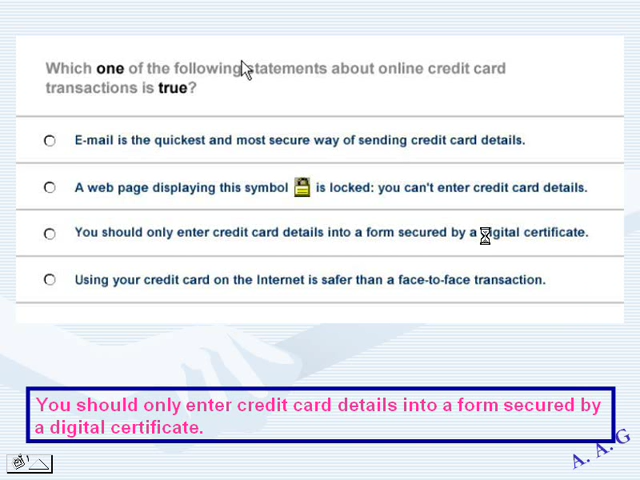 Which one of the following statements about online credit card
transactions is true?
E-mail is the quickest and most secure way of sending credit card details.
A web page displaying this symbol is locked: you can't enter credit card details.
You should only enter credit card details into a form secured by a digital certificate.
Using your credit card on the Internet is safer than a face-to-face transaction.
You should only enter credit card details into a form secured by
a digital certificate.
A. A. G